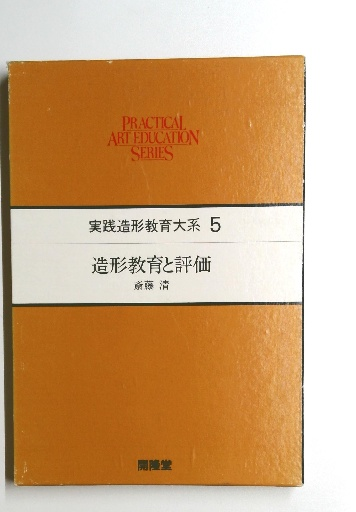 PRACTICAL
ART EDUCATION
SERIES
実践造形教育大系 5
造形教育と評価
斎藤 清
開隆堂